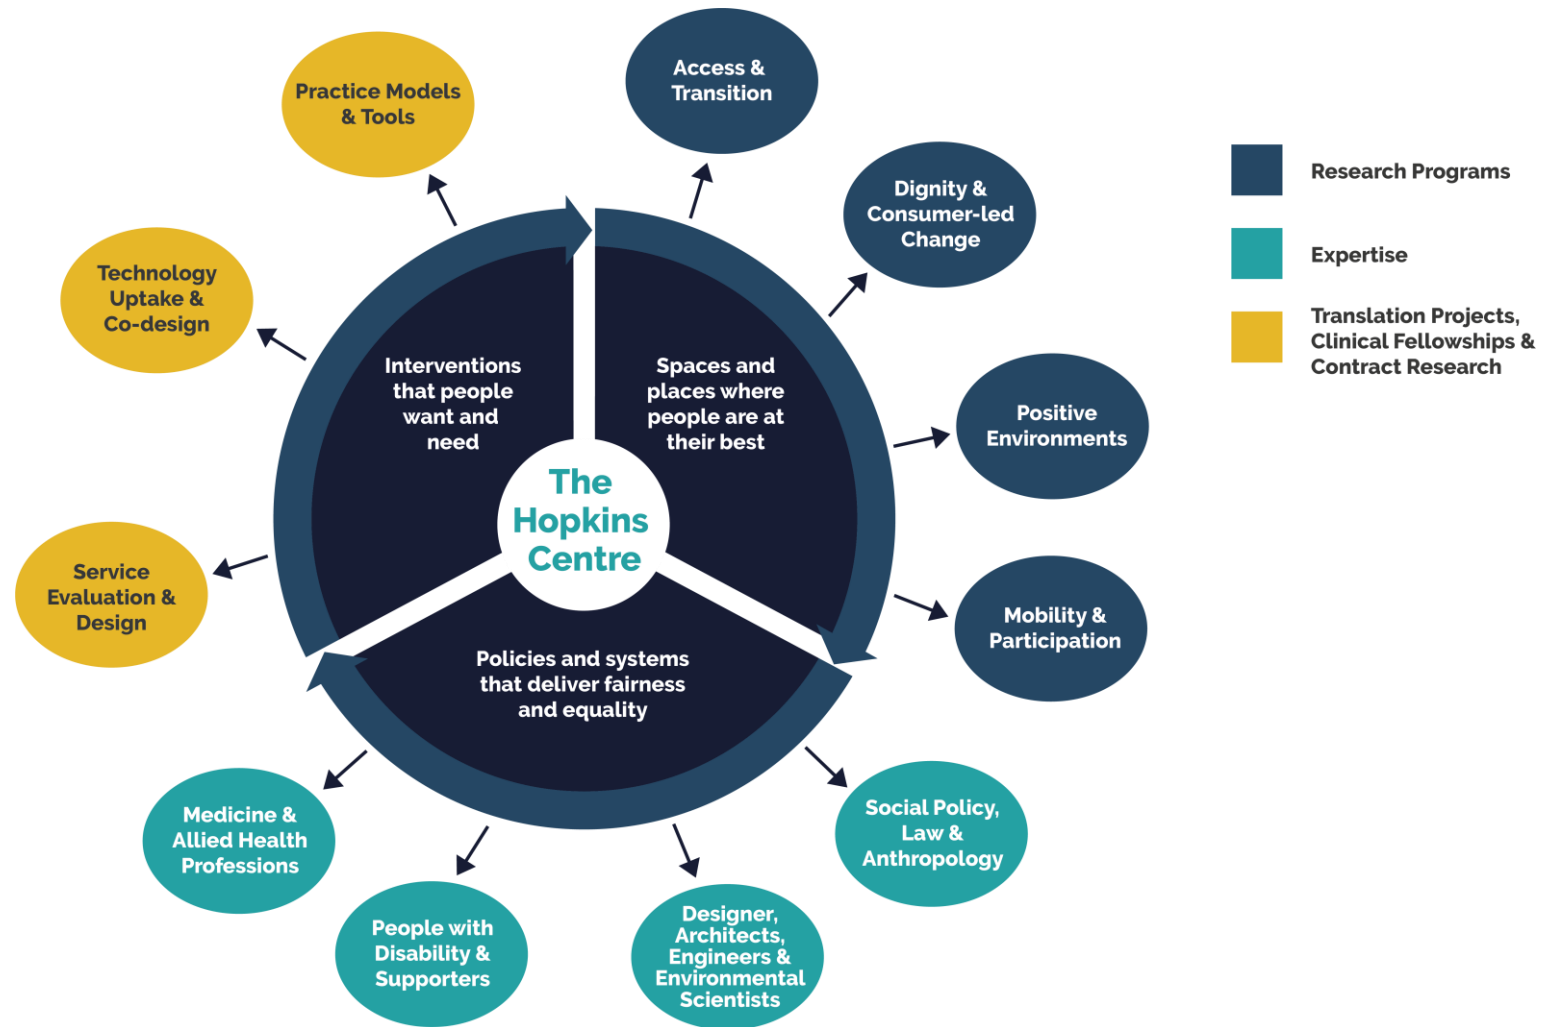 Practice Models
& Tools
Access &
Transition
Dignity &
Consumer-led
Change
Technology
Uptake &
Co-design
Positive
Environments
Service
Evaluation &
Design
Mobility &
Participation
Interventions
that people
want and
need
Spaces and
places where
people are at
their best
The
Hopkins
Centre
Policies and systems
that deliver fairness
and equality
Medicine &
Allied Health
Professions
People with
Disability &
Supporters
Designer,
Architects,
Engineers &
Environmental
Scientists
Social Policy,
Law &
Anthropology
Research Programs
Expertise
Translation Projects,
Clinical Fellowships &
Contract Research